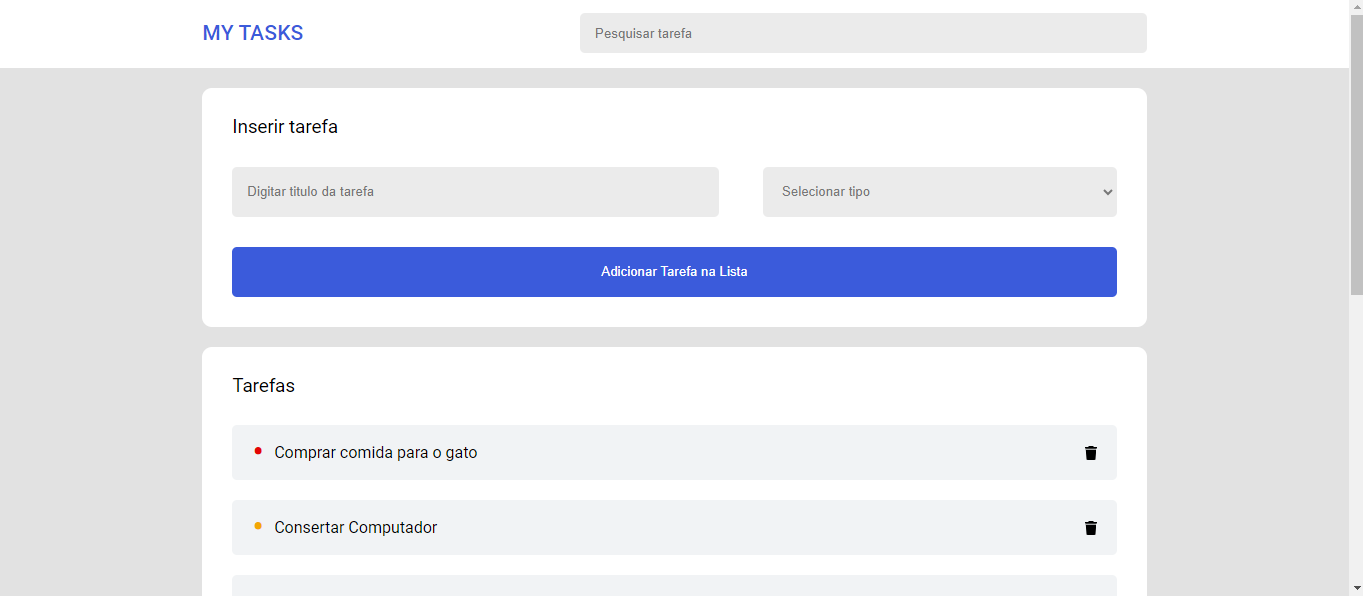 MY TASKS
Pesquisar tarefa
Inserir tarefa
Digitar titulo da tarefa
Selecionar tipo
Adicionar Tarefa na Lista
Tarefas
Comprar comida para o gato
Consertar Computador